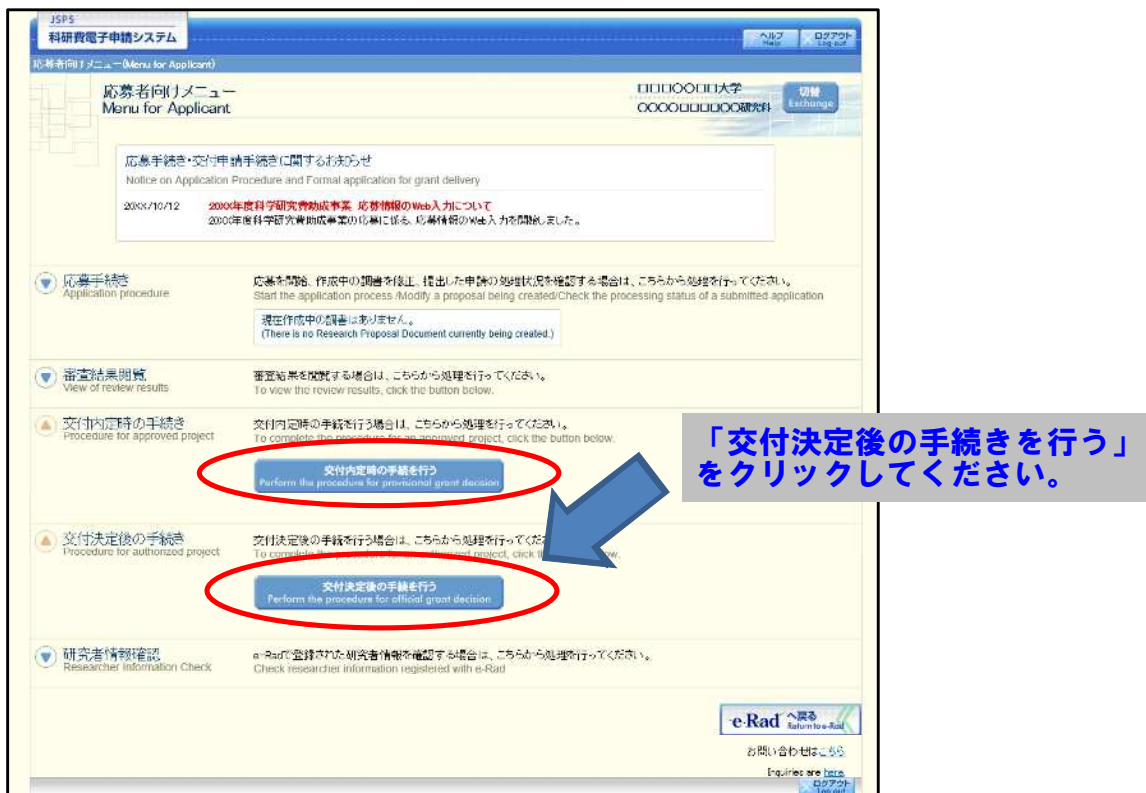 JSPS
科研費電子申請システム
ヘルプ
Help
ログアウト
Log out
応募者向けメニュー(Menu for Applicant)
応募者向けメニュー
Menu for Applicant
□□□○○□□大学
○○○○□□□□○○研究科
切替
Exchange
応募手続き・交付申請手続きに関するお知らせ
Notice on Application Procedure and Formal application for grant delivery
20XX/10/12
20XX年度科学研究費助成事業 応募情報のWeb入力について
20XX年度科学研究費助成事業の応募に係る、応募情報のWeb入力を開始しました。
応募手続き
Application procedure
応募を開始、作成中の調書を修正、提出した申請の処理状況を確認する場合は、こちらから処理を行ってください。
Start the application process /Modify a proposal being created/Check the processing status of a submitted application
現在作成中の調書はありません。
(There is no Research Proposal Document currently being created.)
審査結果閲覧
View of review results
審査結果を閲覧する場合は、こちらから処理を行ってください。
To view the review results, click the button below.
交付内定時の手続き
Procedure for approved project
交付内定時の手続を行う場合は、こちらから処理を行ってください。
To complete the procedure for an approved project, click the button below.
交付内定時の手続を行う
Perform the procedure for provisional grant decision
「交付決定後の手続きを行う」
をクリックしてください。
交付決定後の手続き
Procedure for authorized project
交付決定後の手続を行う場合は、こちらから処理を行ってくだ
To complete the procedure for an authorized project, click
交付決定後の手続を行う
Perform the procedure for official grant decision
研究者情報確認
Researcher Information Check
e-Radで登録された研究者情報を確認する場合は、こちらから処理を行ってください。
Check researcher information registered with e-Rad
e-Rad へ戻る
Return to e-Rad
お問い合わせはこちら
Inquiries are here
ログアウト
Log out